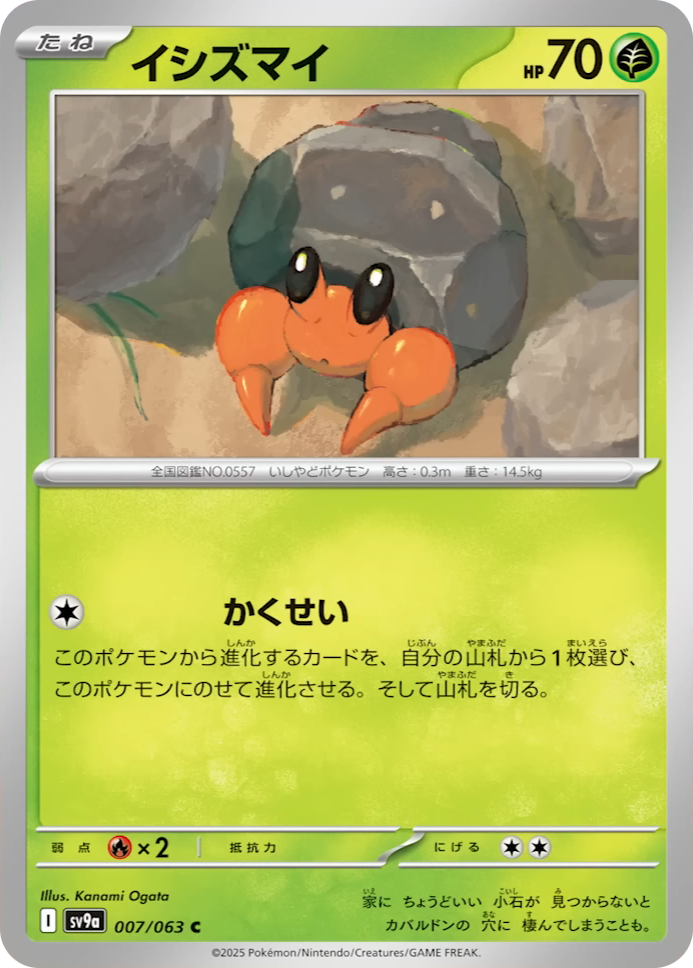 たね イシズマイ HP70
全国図鑑NO.0557 いしやどポケモン 高さ:0.3m 重さ:14.5kg
かくせい
このポケモンから進化するカードを、自分の山札から1枚選び、
このポケモンにのせて進化させる。そして山札を切る。
弱点 ×2 抵抗力 にげる
Illus. Kanami Ogata
家に ちょうどいい 小石が 見つからないと
カバルドンの 穴に 棲んでしまうことも。
I sv9a 007/063 C
©2025 Pokémon/Nintendo/Creatures/GAME FREAK.